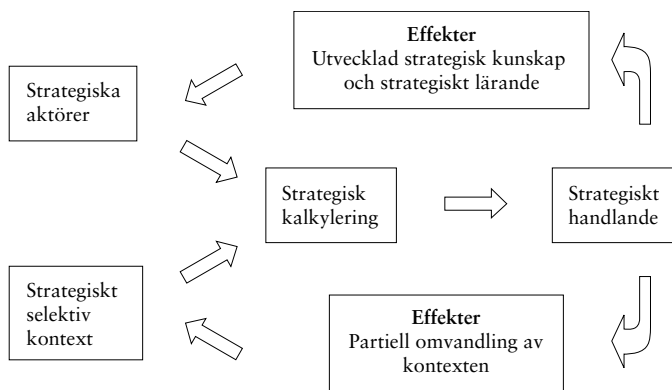 Effekter
Utvecklad strategisk kunskap
och strategiskt lärande
Strategiska
aktörer
Strategisk
kalkylering
Strategiskt
handlande
Strategiskt
selektiv
kontext
Effekter
Partiell omvandling av
kontexten